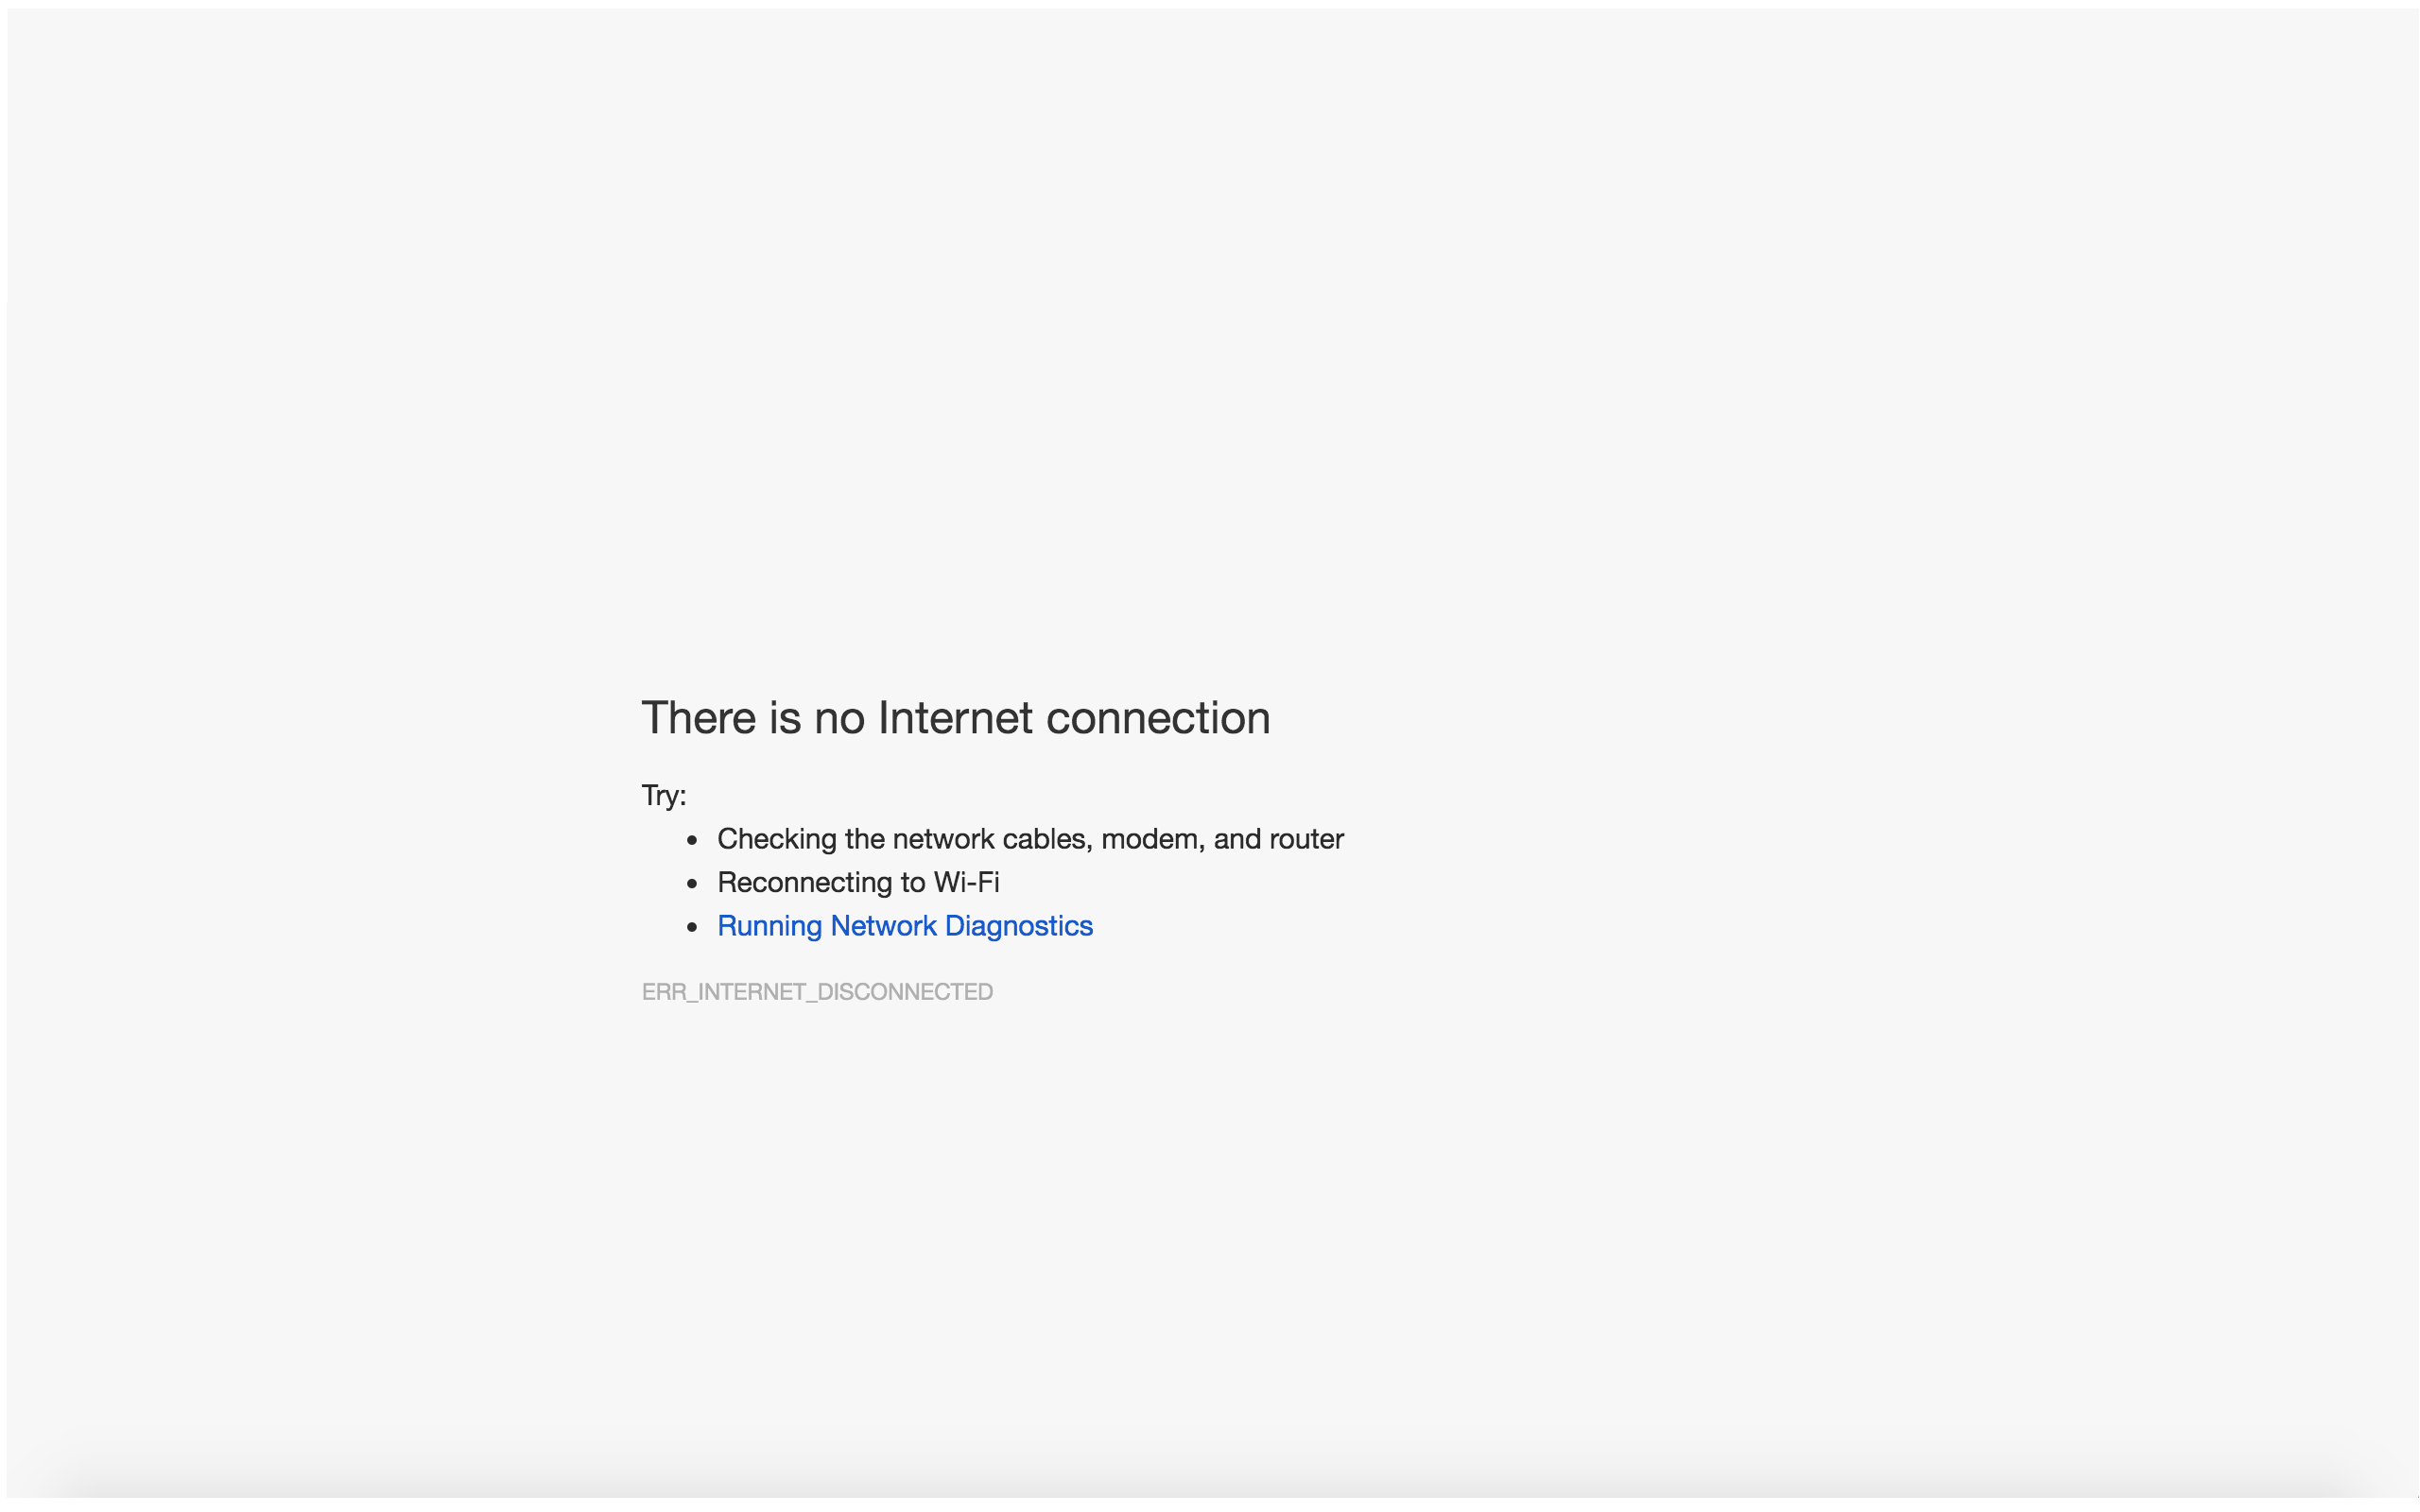 There is no Internet connection
Try:
Checking the network cables, modem, and router
Reconnecting to Wi-Fi
Running Network Diagnostics
ERR_INTERNET_DISCONNECTED